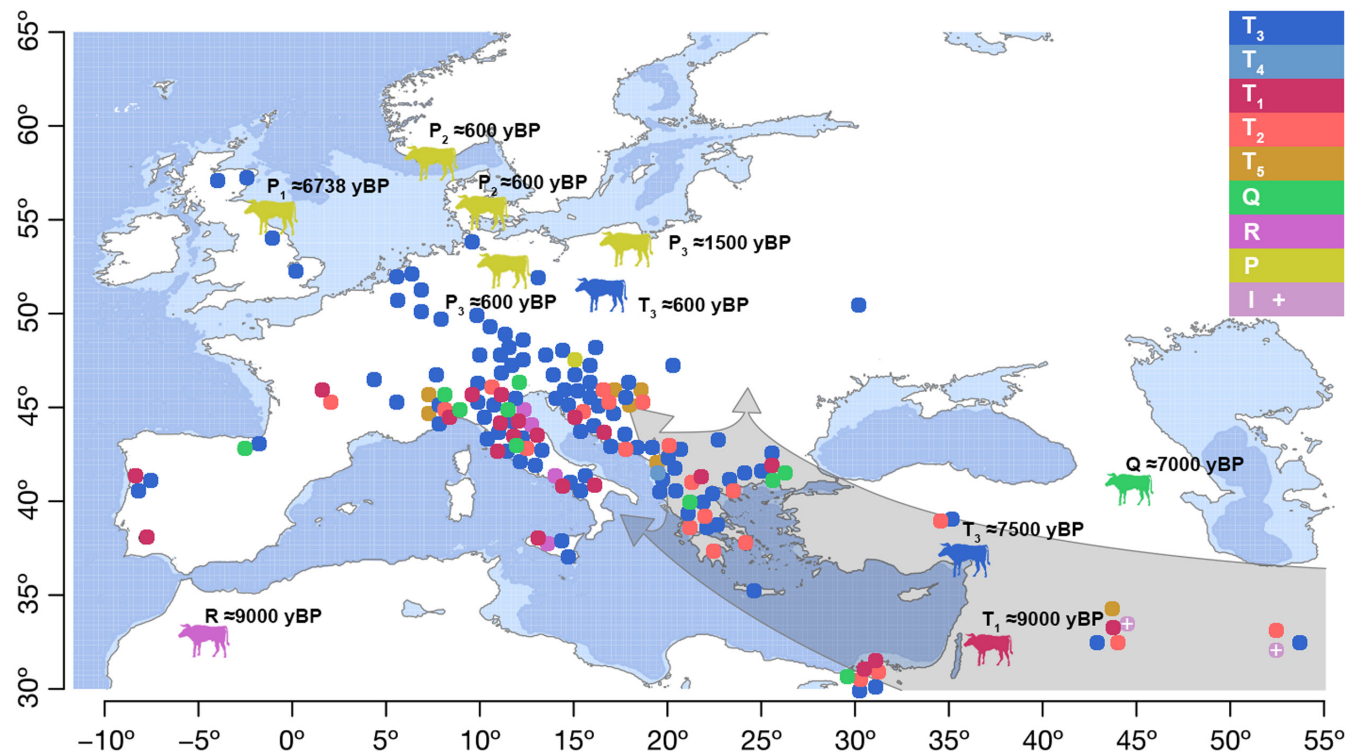 65°
60°
55°
50°
45°
40°
35°
30°
T3
T4
T1
T2
T5
Q
R
P
I +
P2 ≈600 yBP
P1 ≈6738 yBP
P2 ≈600 yBP
P3 ≈1500 yBP
P3 ≈600 yBP
T3 ≈600 yBP
Q ≈7000 yBP
T3 ≈7500 yBP
R ≈9000 yBP
T1 ≈9000 yBP
+
+
−10° −5° 0° 5° 10° 15° 20° 25° 30° 35° 40° 45° 50° 55°